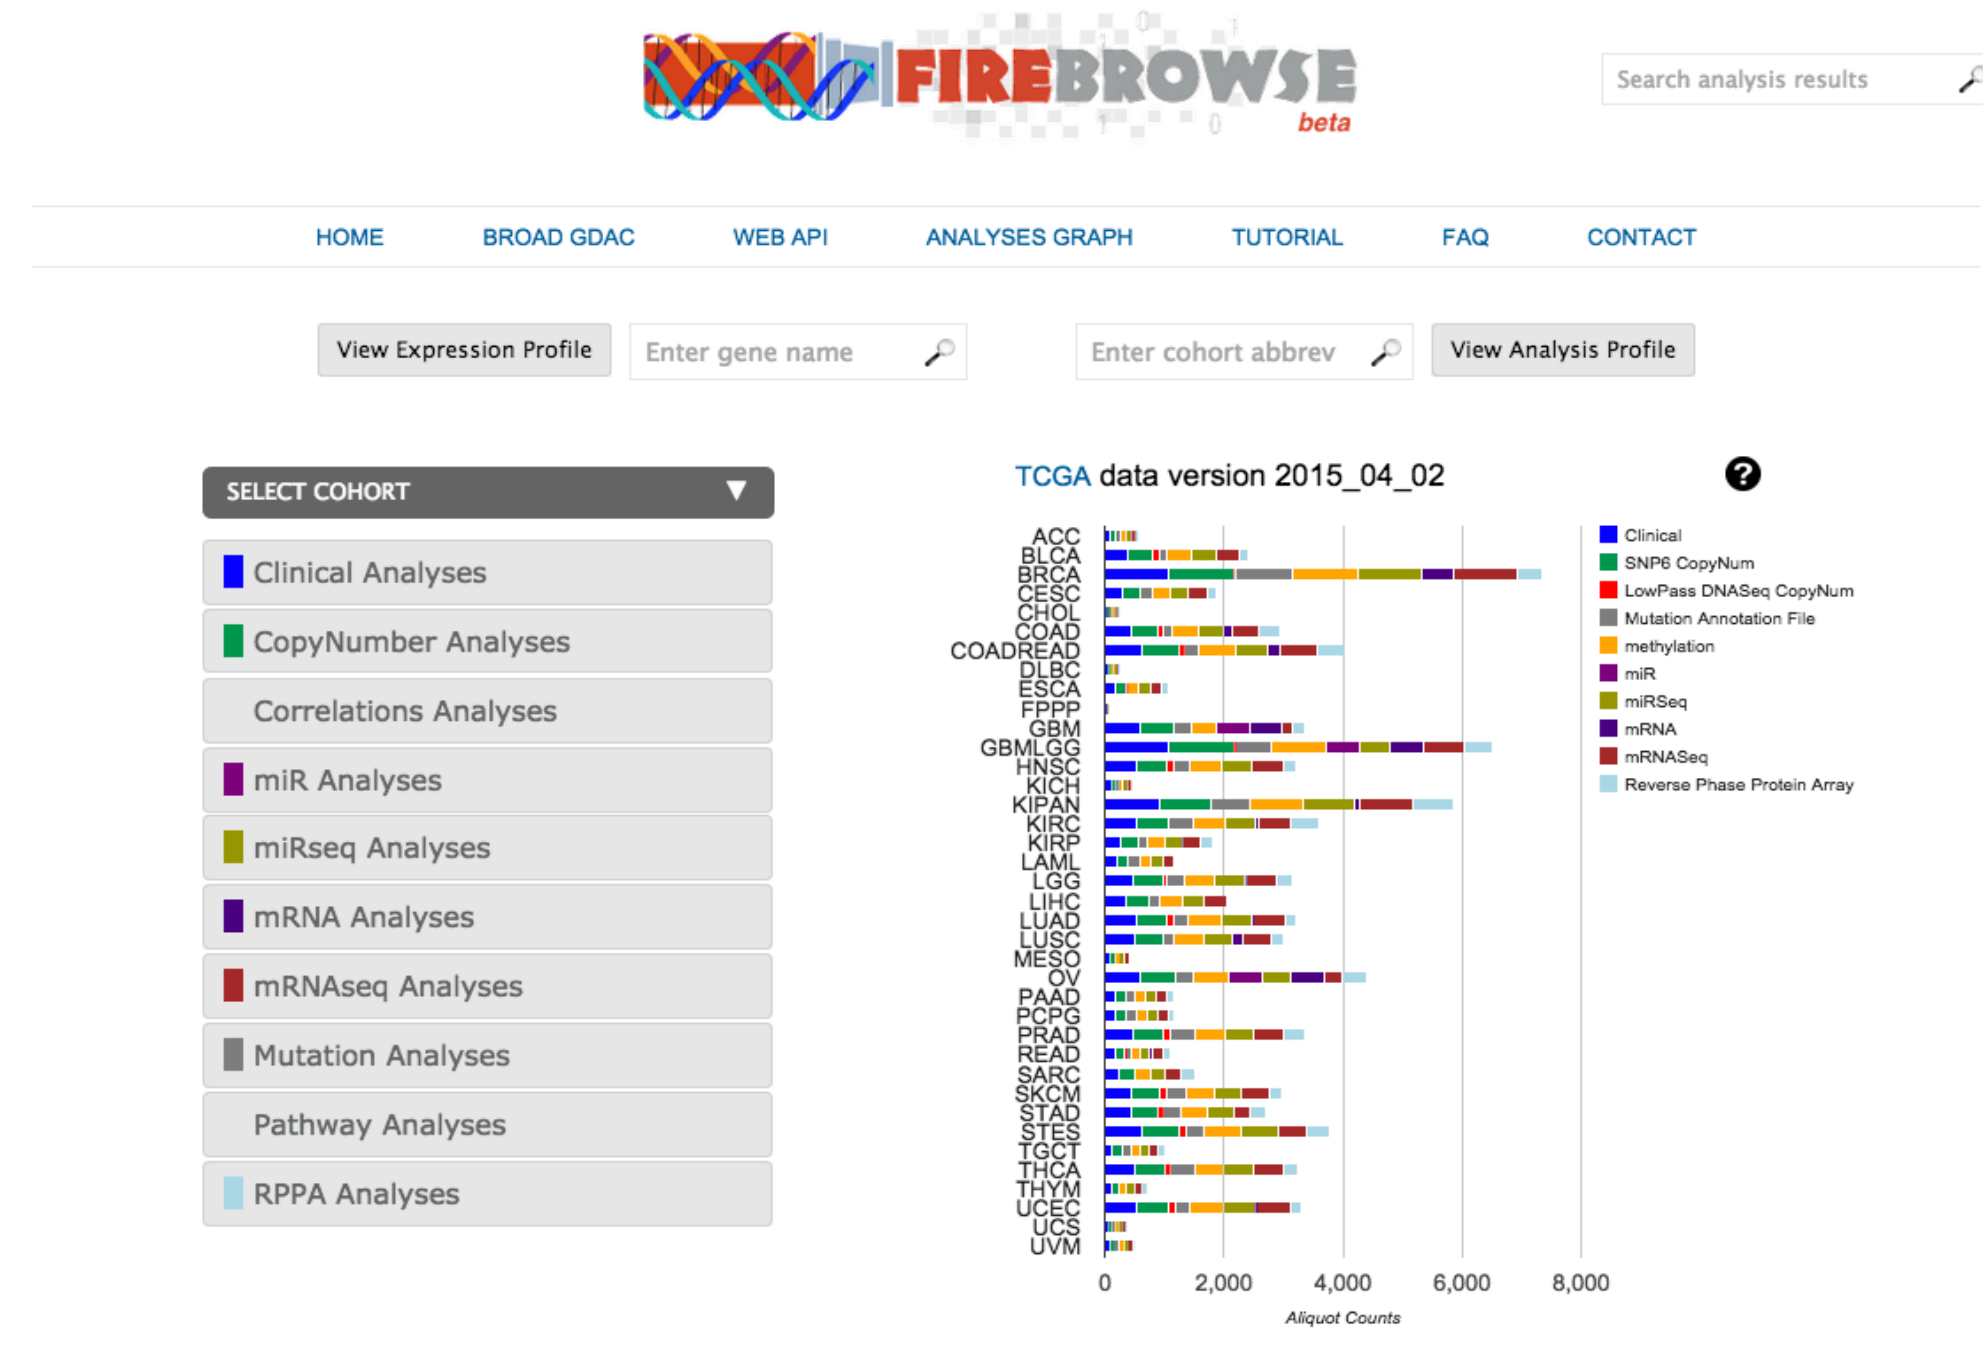 FIREBROWSE
beta
Search analysis results
HOME BROAD GDAC WEB API ANALYSES GRAPH TUTORIAL FAQ CONTACT
View Expression Profile Enter gene name Enter cohort abbrev View Analysis Profile
SELECT COHORT
Clinical Analyses
CopyNumber Analyses
Correlations Analyses
miR Analyses
miRseq Analyses
mRNA Analyses
mRNAseq Analyses
Mutation Analyses
Pathway Analyses
RPPA Analyses
TCGA data version 2015_04_02
?
ACC
BLCA
BRCA
CESC
CHOL
COAD
COADREAD
DLBC
ESCA
FPPP
GBM
GBMLGG
HNSC
KICH
KIPAN
KIRC
KIRP
LAML
LGG
LIHC
LUAD
LUSC
MESO
OV
PAAD
PCPG
PRAD
READ
SARC
SKCM
STAD
STES
TGCT
THCA
THYM
UCEC
UCS
UVM
0 2,000 4,000 6,000 8,000
Aliquot Counts
Clinical
SNP6 CopyNum
LowPass DNASeq CopyNum
Mutation Annotation File
methylation
miR
miRSeq
mRNA
mRNASeq
Reverse Phase Protein Array